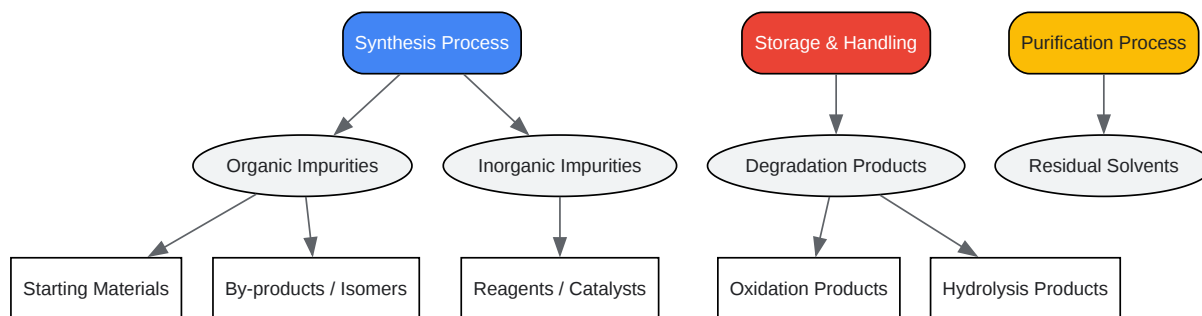 Synthesis Process
Storage & Handling
Purification Process
Organic Impurities
Inorganic Impurities
Degradation Products
Residual Solvents
Starting Materials
By-products / Isomers
Reagents / Catalysts
Oxidation Products
Hydrolysis Products